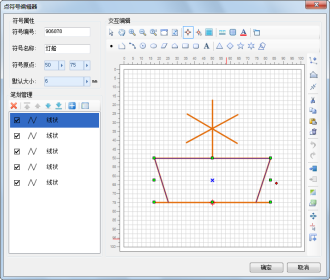 点符号编辑器
符号属性
符号编号: 906070
符号名称: 灯船
符号原点: 50 75
默认大小: 6 mm
笔划管理
线状
线状
线状
线状
线状
交互编辑
确定 取消